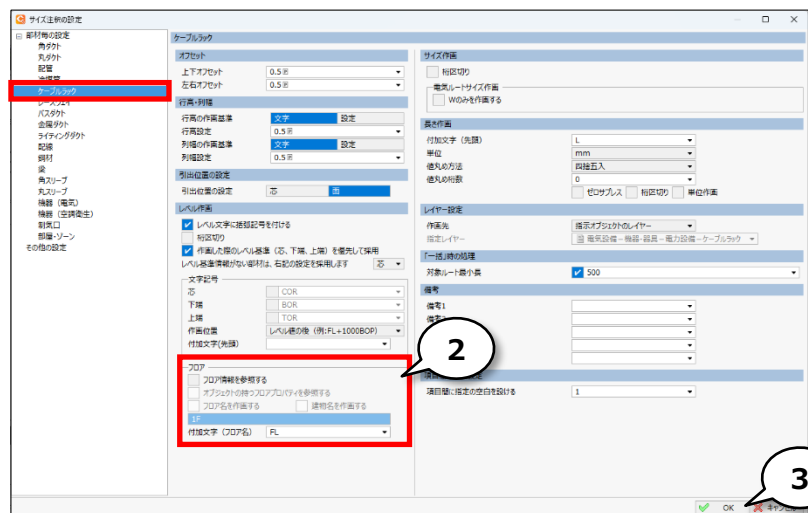 サイズ注釈の設定
部材毎の設定
角ダクト
丸ダクト
配管
冷媒管
ケーブルラック
レースウェイ
バスダクト
金属ダクト
ライティングダクト
配線
鋼材
梁
角スリーブ
丸スリーブ
機器(電気)
機器(空調衛生)
制気口
部屋・ゾーン
その他の設定
ケーブルラック
オフセット
上下オフセット 0.5
左右オフセット 0.5
行高・列幅
行高の作画基準 文字 設定
行高設定 0.5
列幅の作画基準 文字 設定
列幅設定 0.5
引出位置の設定
引出位置の設定 芯 面
レベル作画
レベル文字に括弧記号を付ける
桁区切り
作画した際のレベル基準(芯、下端、上端)を優先して採用
レベル基準情報がない部材は、右記の設定を採用します 芯
文字記号
芯 COR
下端 BOR
上端 TOR
作画位置 レベル値の後(例:FL+1000BOP)
付加文字(先頭)
フロア
フロア情報を参照する
オブジェクトの持つフロアプロパティを参照する
フロア名を作画する 建物名を作画する
1F
付加文字(フロア名) FL
サイズ作画
桁区切り
電気ルートサイズ作画
Wのみを作画する
長さ作画
付加文字(先頭) L
単位 mm
値丸め方法 四捨五入
値丸め桁数 0
ゼロサプレス 桁区切り 単位作画
レイヤー設定
作画先 指示オブジェクトのレイヤー
指定レイヤー 電気設備-機器・器具-電力設備-ケーブルラック
「一括」時の処理
対象ルート最小長 500
備考
備考1
項目間に指定の空白を設ける 1
2
3
OK